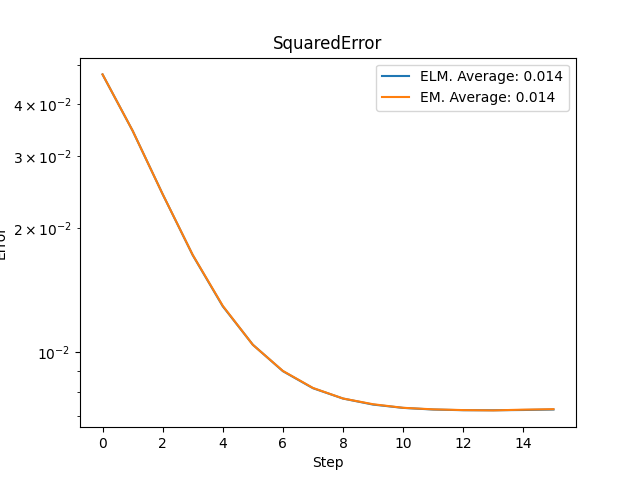 SquaredError
ELM. Average: 0.014
EM. Average: 0.014
4 × 10⁻²
3 × 10⁻²
2 × 10⁻²
10⁻²
Error
0 2 4 6 8 10 12 14
Step